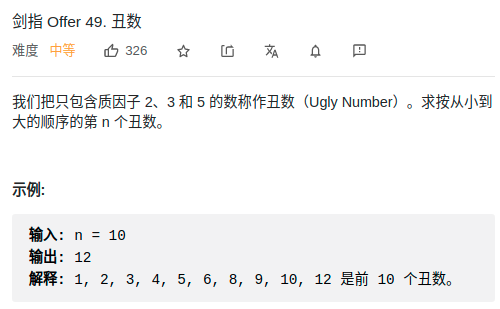 剑指 Offer 49. 丑数
难度 中等 326
我们把只包含质因子 2、3 和 5 的数称作丑数（Ugly Number）。求按从小到
大的顺序的第 n 个丑数。
示例:
输入: n = 10
输出: 12
解释: 1, 2, 3, 4, 5, 6, 8, 9, 10, 12 是前 10 个丑数。